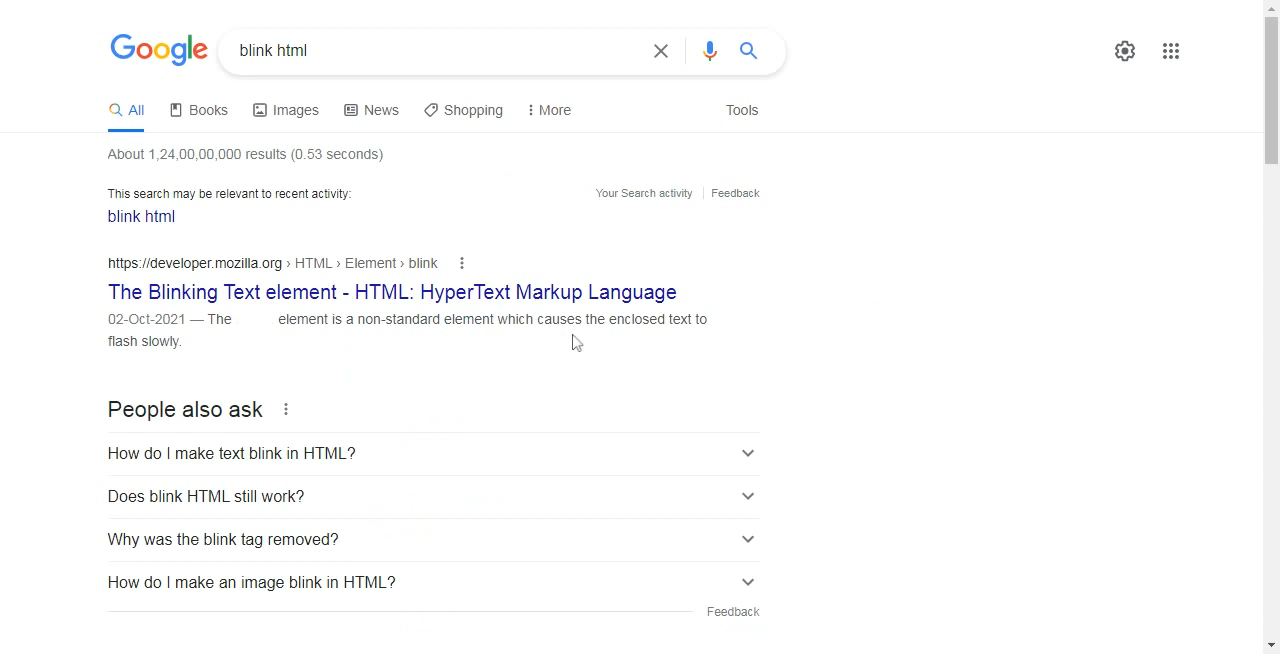 Google blink html
All Books Images News Shopping More Tools
About 1,24,00,00,000 results (0.53 seconds)
This search may be relevant to recent activity: Your Search activity Feedback
blink html
https://developer.mozilla.org › HTML › Element › blink
The Blinking Text element - HTML: HyperText Markup Language
02-Oct-2021 — The element is a non-standard element which causes the enclosed text to
flash slowly.
People also ask
How do I make text blink in HTML?
Does blink HTML still work?
Why was the blink tag removed?
How do I make an image blink in HTML?
Feedback